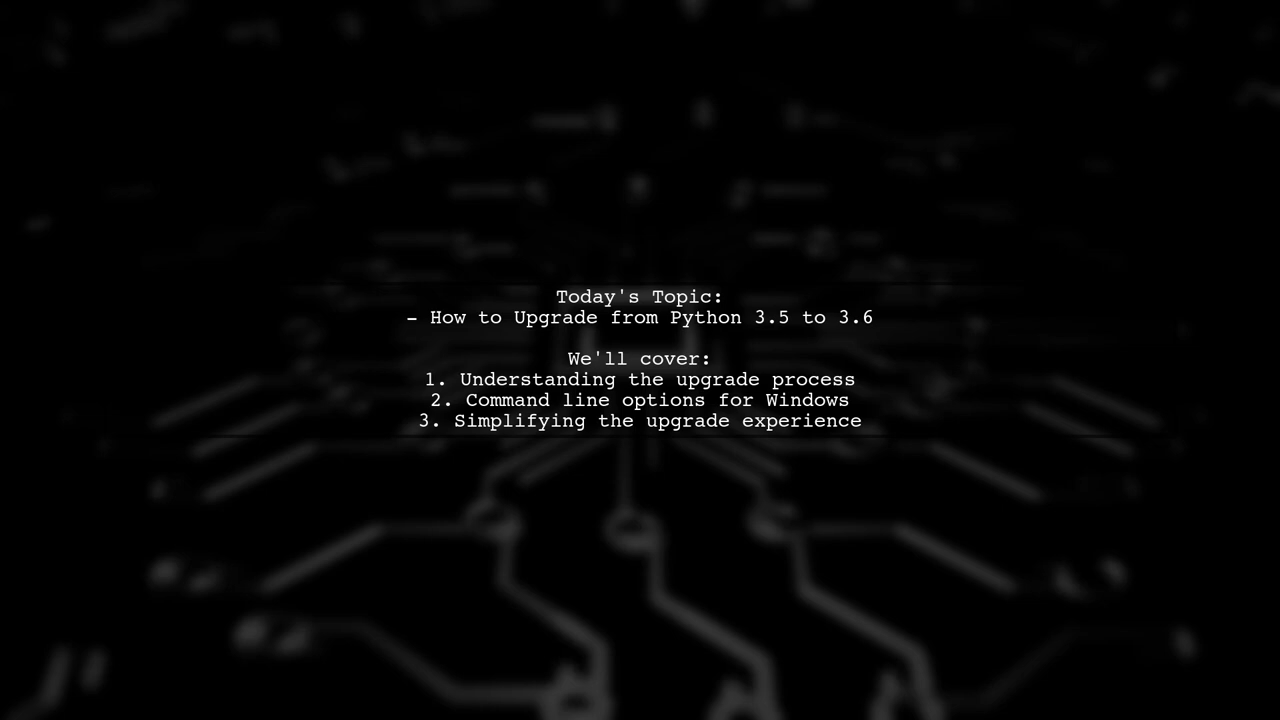 Today's Topic:
- How to Upgrade from Python 3.5 to 3.6
We'll cover:
1. Understanding the upgrade process
2. Command line options for Windows
3. Simplifying the upgrade experience